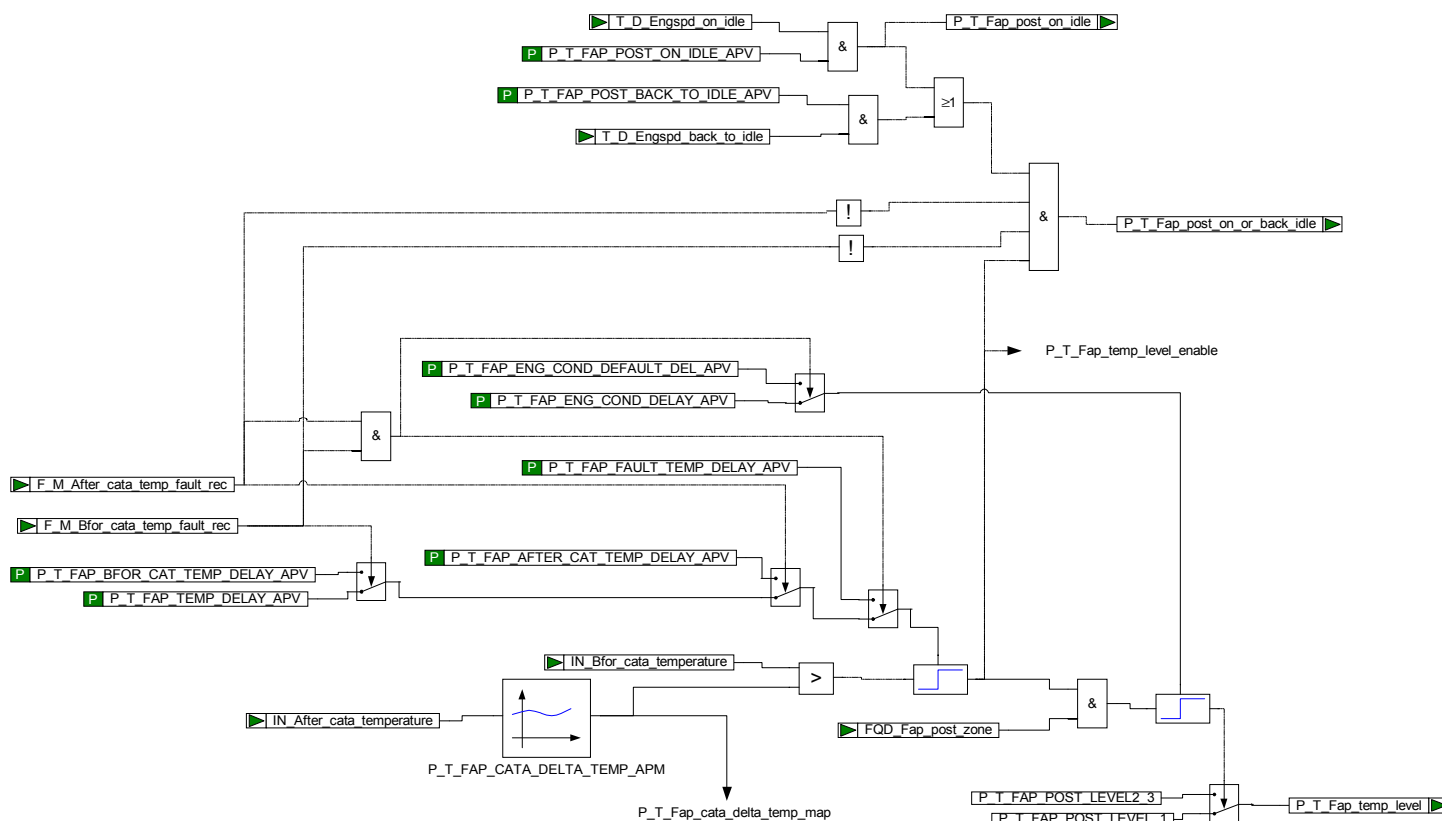 T_D_Engspd_on_idle
P_T_Fap_post_on_idle
P P_T_FAP_POST_ON_IDLE_APV
&
P P_T_FAP_POST_BACK_TO_IDLE_APV
≥1
&
T_D_Engspd_back_to_idle
!
&
P_T_Fap_post_on_or_back_idle
!
P_T_Fap_temp_level_enable
P P_T_FAP_ENG_COND_DEFAULT_DEL_APV
P P_T_FAP_ENG_COND_DELAY_APV
&
P P_T_FAP_FAULT_TEMP_DELAY_APV
F_M_After_cata_temp_fault_rec
F_M_Bfor_cata_temp_fault_rec
P P_T_FAP_AFTER_CAT_TEMP_DELAY_APV
P P_T_FAP_BFOR_CAT_TEMP_DELAY_APV
P P_T_FAP_TEMP_DELAY_APV
IN_Bfor_cata_temperature
>
&
IN_After_cata_temperature
FQD_Fap_post_zone
P_T_FAP_CATA_DELTA_TEMP_APM
P_T_FAP_POST_LEVEL2_3
P_T_Fap_temp_level
P_T_Fap_cata_delta_temp_map
P_T_FAP_POST_LEVEL_1